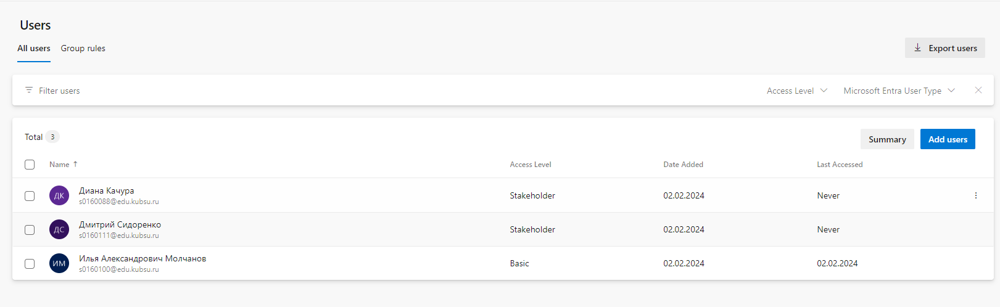 Users
All users Group rules
Export users
Filter users Access Level Microsoft Entra User Type
Total 3
Summary Add users
Name ↑ Access Level Date Added Last Accessed
ДК Диана Качура
s0160088@edu.kubsu.ru
Stakeholder 02.02.2024 Never
ДС Дмитрий Сидоренко
s0160111@edu.kubsu.ru
Stakeholder 02.02.2024 Never
ИМ Илья Александрович Молчанов
s0160100@edu.kubsu.ru
Basic 02.02.2024 02.02.2024